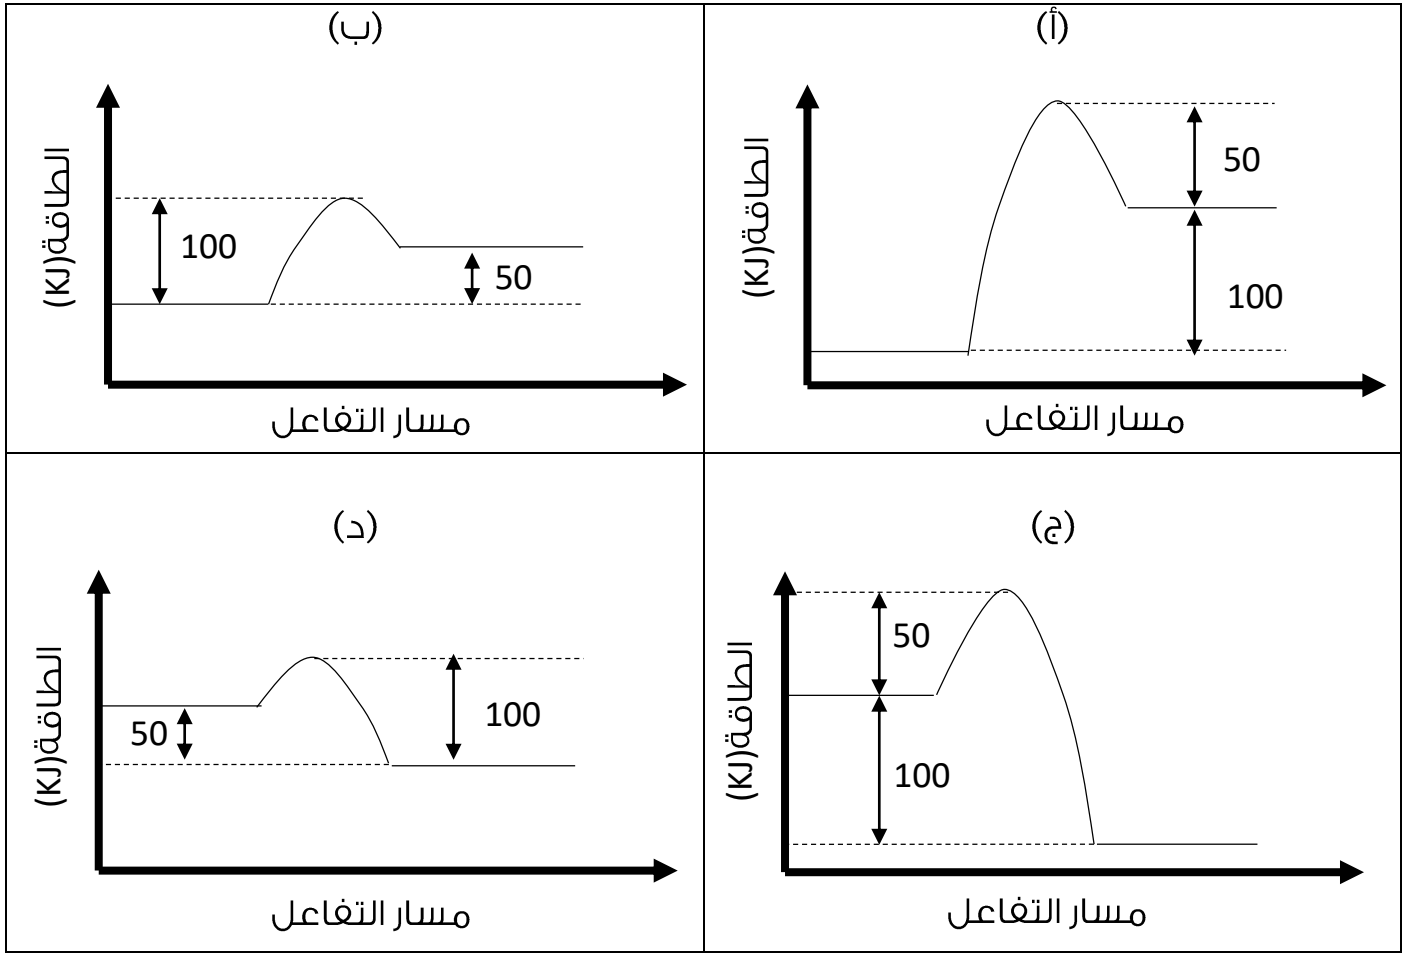 (أ)
الطاقة(KJ)
50
100
مسار التفاعل
(ب)
الطاقة(KJ)
100
50
مسار التفاعل
(ج)
الطاقة(KJ)
50
100
مسار التفاعل
(د)
الطاقة(KJ)
50
100
مسار التفاعل